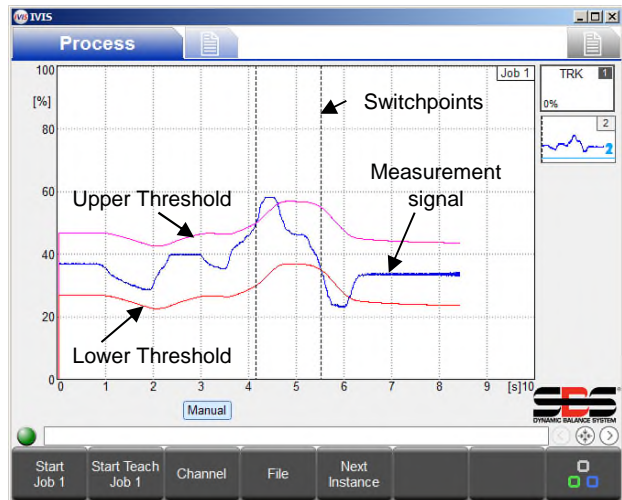 IVIS IVIS
Process
100
[%]
80
60
40
20
0
0 1 2 3 4 5 6 7 8 9 [s]10
Job 1
Switchpoints
Measurement
signal
Upper Threshold
Lower Threshold
TRK 1
0%
2
2
Manual
SBS
DYNAMIC BALANCE SYSTEM
Start
Job 1
Start Teach
Job 1
Channel
File
Next
Instance